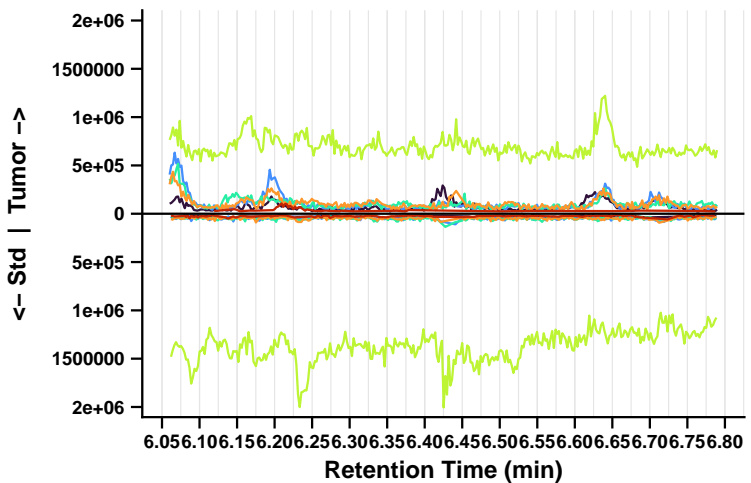 <− Std | Tumor −>
2e+06
1500000
1e+06
5e+05
0
5e+05
1e+06
1500000
2e+06
6.05 6.10 6.15 6.20 6.25 6.30 6.35 6.40 6.45 6.50 6.55 6.60 6.65 6.70 6.75 6.80
Retention Time (min)